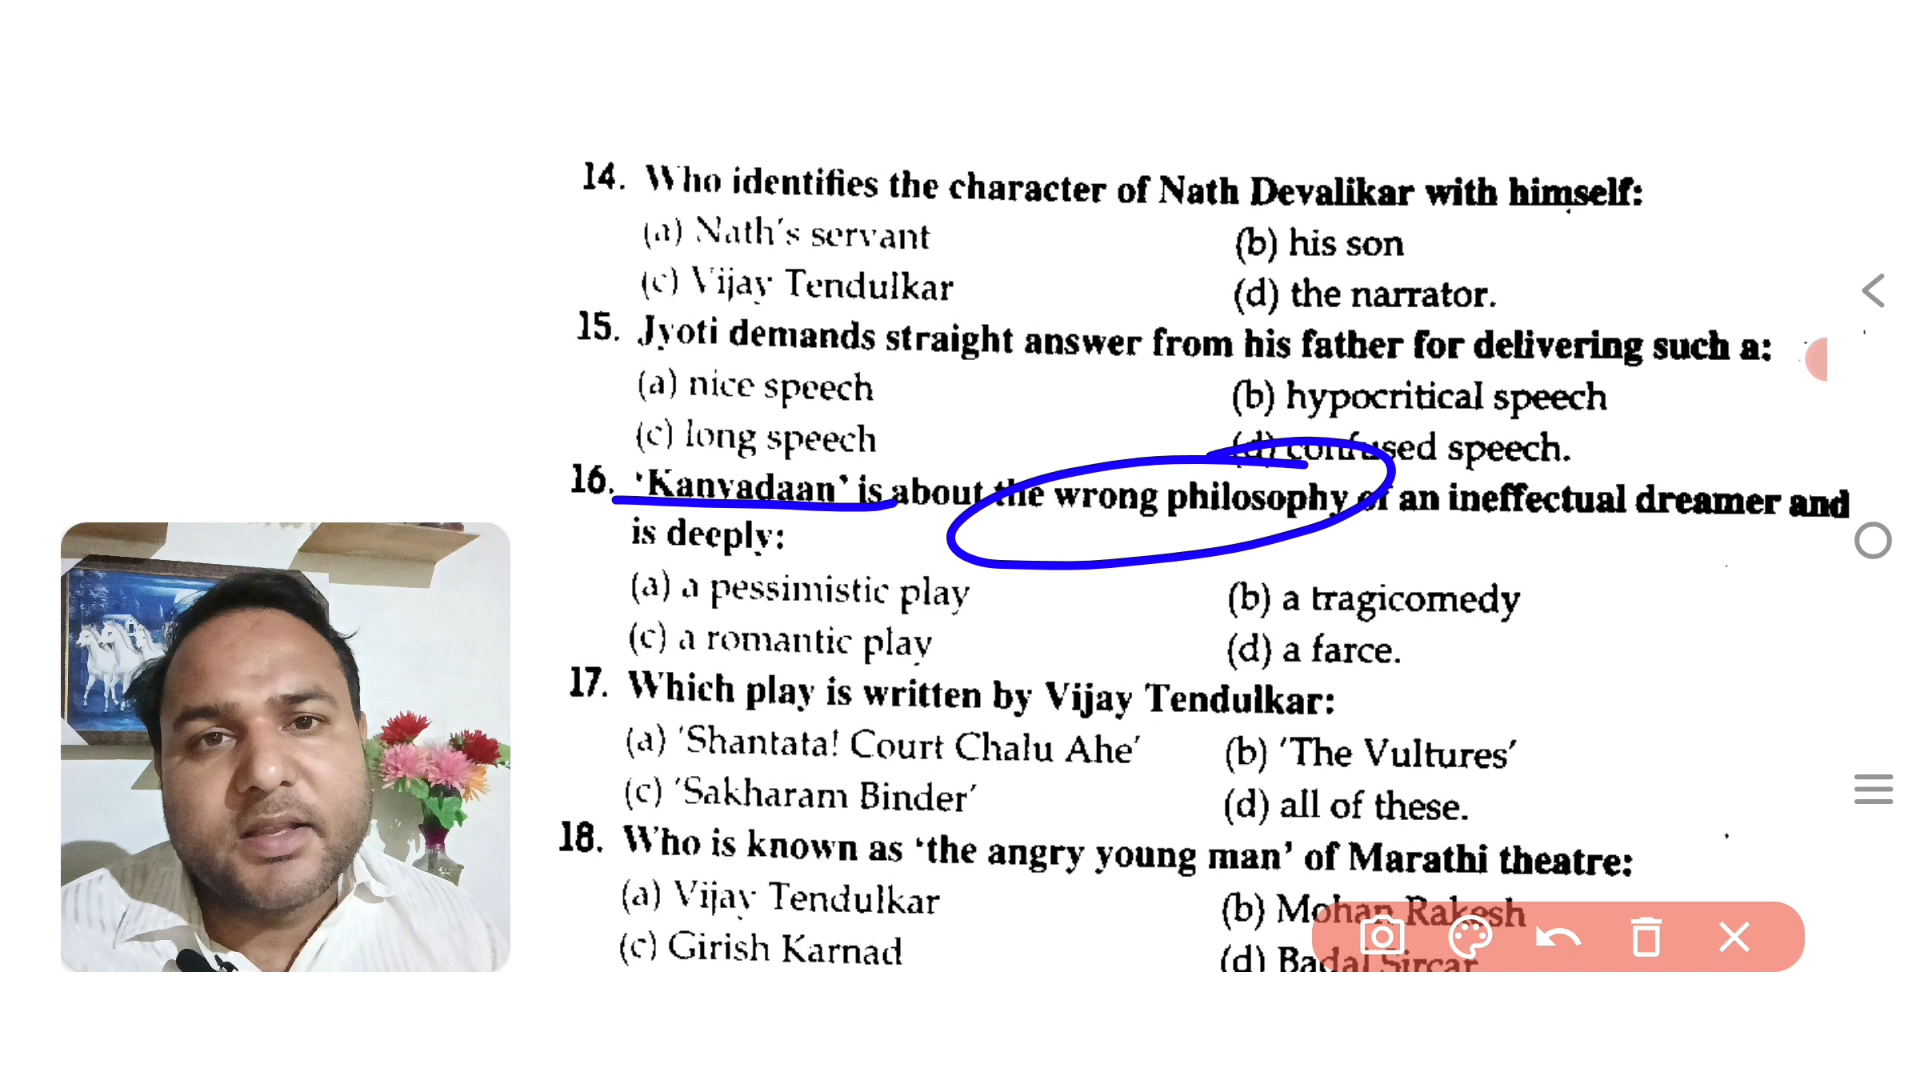 14. Who identifies the character of Nath Devalikar with himself:
(a) Nath's servant (b) his son
(c) Vijay Tendulkar (d) the narrator.
15. Jyoti demands straight answer from his father for delivering such a:
(a) nice speech (b) hypocritical speech
(c) long speech (d) confused speech.
16. 'Kanyadaan' is about the wrong philosophy of an ineffectual dreamer and
is deeply:
(a) a pessimistic play (b) a tragicomedy
(c) a romantic play (d) a farce.
17. Which play is written by Vijay Tendulkar:
(a) 'Shantata! Court Chalu Ahe' (b) 'The Vultures'
(c) 'Sakharam Binder' (d) all of these.
18. Who is known as 'the angry young man' of Marathi theatre:
(a) Vijay Tendulkar (b) Mohan Rakesh
(c) Girish Karnad (d) Badal Sircar